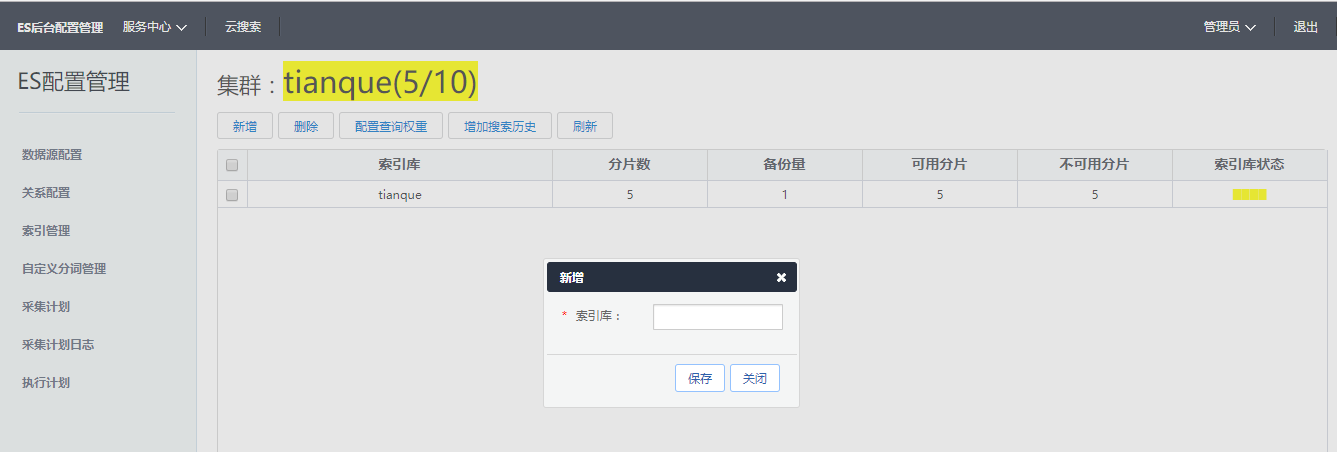 ES后台配置管理 服务中心 云搜索 管理员 退出
ES配置管理
数据源配置
关系配置
索引管理
自定义分词管理
采集计划
采集计划日志
执行计划
集群：tianque(5/10)
新增 删除 配置查询权重 增加搜索历史 刷新
索引库 分片数 备份量 可用分片 不可用分片 索引库状态
tianque 5 1 5 5
新增
* 索引库：
保存 关闭